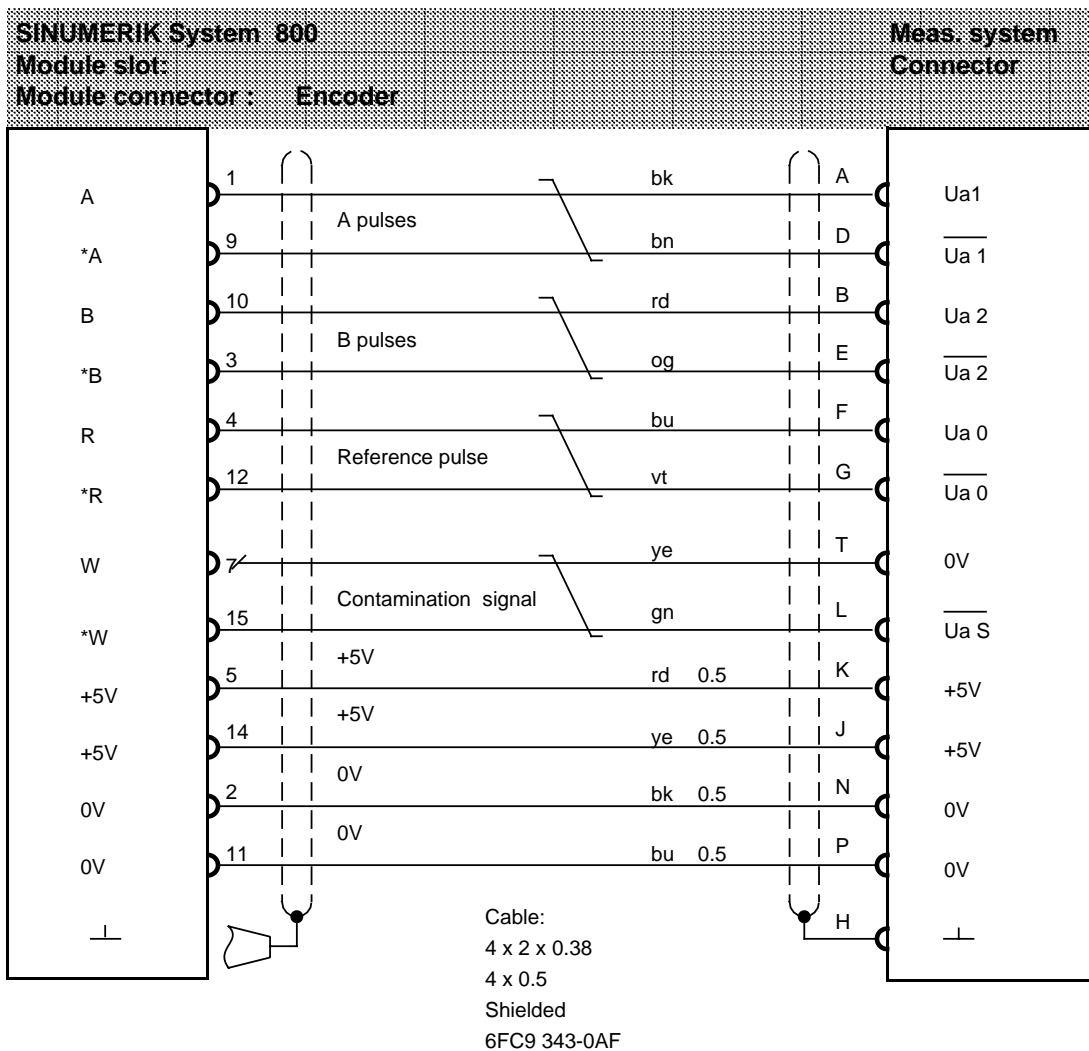 SINUMERIK System 800 Meas. system
Module slot: Connector
Module connector : Encoder
A 1 bk A Ua1
A pulses
*A 9 bn D Ua 1
B 10 rd B Ua 2
B pulses
*B 3 og E Ua 2
R 4 bu F Ua 0
Reference pulse
*R 12 vt G Ua 0
W 7 ye T 0V
Contamination signal
*W 15 gn L Ua S
+5V
+5V 5 rd 0.5 K +5V
+5V
+5V 14 ye 0.5 J +5V
0V
0V 2 bk 0.5 N 0V
0V
0V 11 bu 0.5 P 0V
H
Cable:
4 x 2 x 0.38
4 x 0.5
Shielded
6FC9 343-0AF